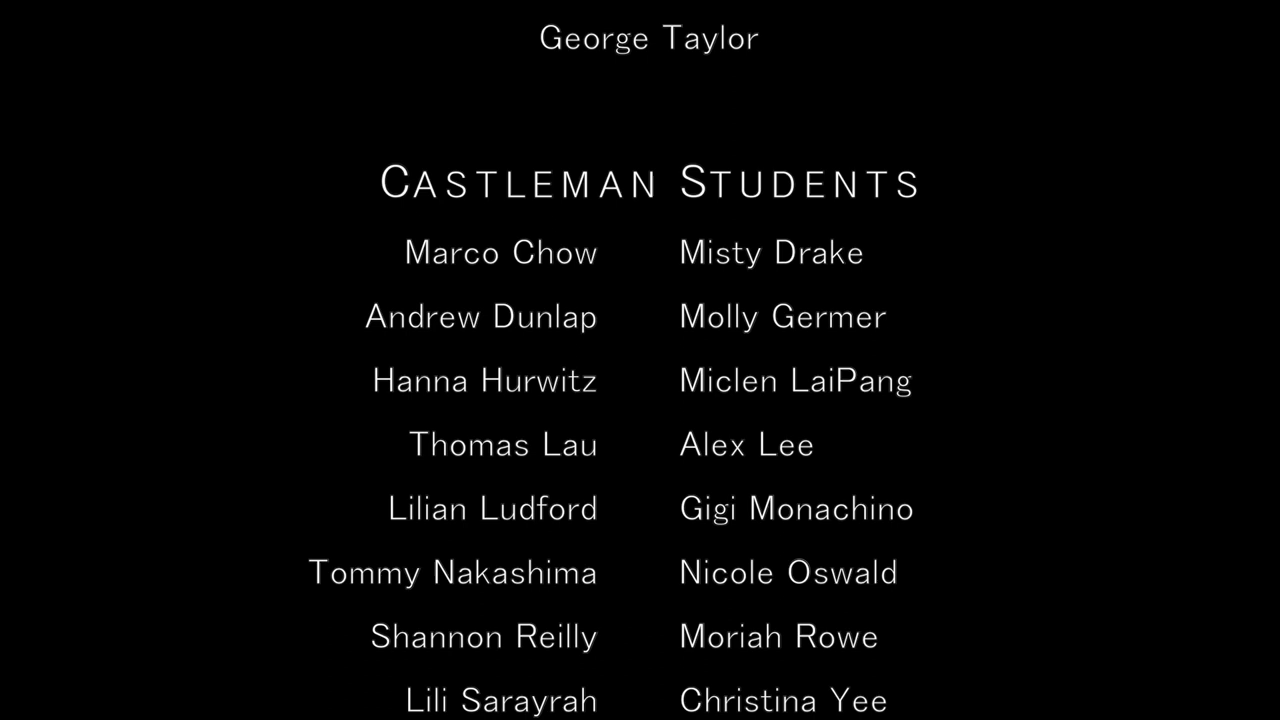 George Taylor
CASTLEMAN STUDENTS
Marco Chow Misty Drake
Andrew Dunlap Molly Germer
Hanna Hurwitz Miclen LaiPang
Thomas Lau Alex Lee
Lilian Ludford Gigi Monachino
Tommy Nakashima Nicole Oswald
Shannon Reilly Moriah Rowe
Lili Sarayrah Christina Yee